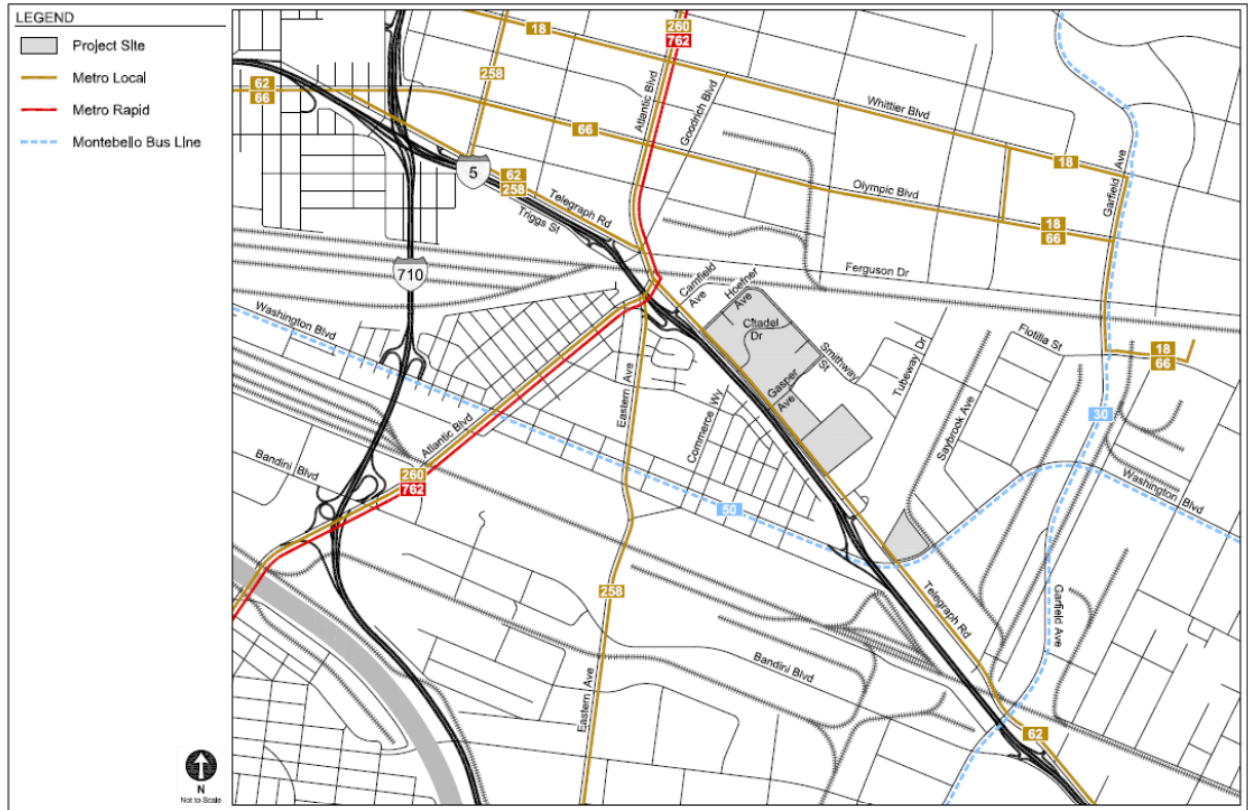 LEGEND
Project Site
Metro Local
Metro Rapid
Montebello Bus Line
N
Not to Scale
18
260
762
258
Atlantic Blvd
Goodrich Blvd
62
66
Whittier Blvd
66
18
Garfield Ave
5
62
258
Telegraph Rd
Triggs St
Olympic Blvd
18
66
710
Ferguson Dr
Camfield
Ave
Hoefner
Ave
Washington Blvd
Citadel
Dr
Smithway
St
Tubeway Dr
Flotilla St
18
66
Gasper
Ave
Eastern Ave
Commerce Wy
Saybrook Ave
30
Atlantic Blvd
Bandini Blvd
260
762
50
Washington Blvd
258
Telegraph Rd
Garfield Ave
Bandini Blvd
Eastern Ave
62